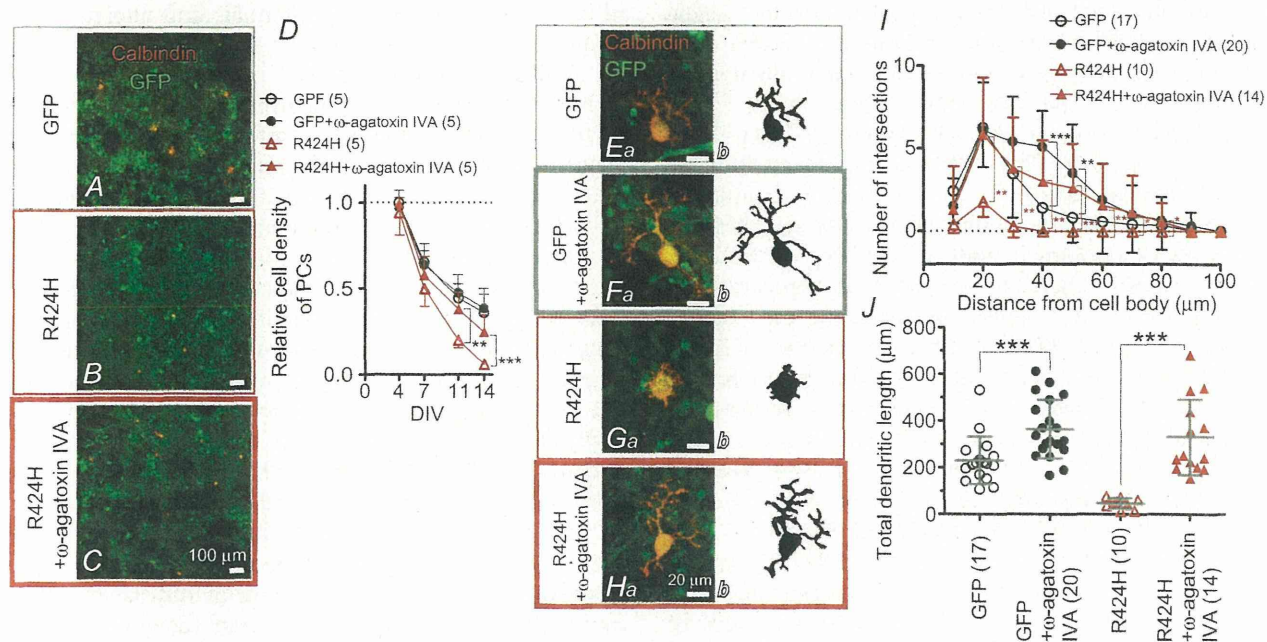 Calbindin
GFP
GFP
A
R424H
B
R424H
+ω-agatoxin IVA
C
100 µm
D
GPF (5)
GFP+ω-agatoxin IVA (5)
R424H (5)
R424H+ω-agatoxin IVA (5)
Relative cell density
of PCs
1.0
0.5
0.0
0
4
7
11
14
DIV
**
***
Calbindin
GFP
GFP
Ea
b
GFP
+ω-agatoxin IVA
Fa
b
R424H
Ga
b
R424H
+ω-agatoxin IVA
Ha
20 µm
b
I
GFP (17)
GFP+ω-agatoxin IVA (20)
R424H (10)
R424H+ω-agatoxin IVA (14)
Number of intersections
10
5
0
***
**
**
**
**
0
20
40
60
80
100
Distance from cell body (µm)
J
Total dendritic length (µm)
800
600
400
200
0
***
***
GFP (17)
GFP
+ω-agatoxin
IVA (20)
R424H (10)
R424H
+ω-agatoxin
IVA (14)